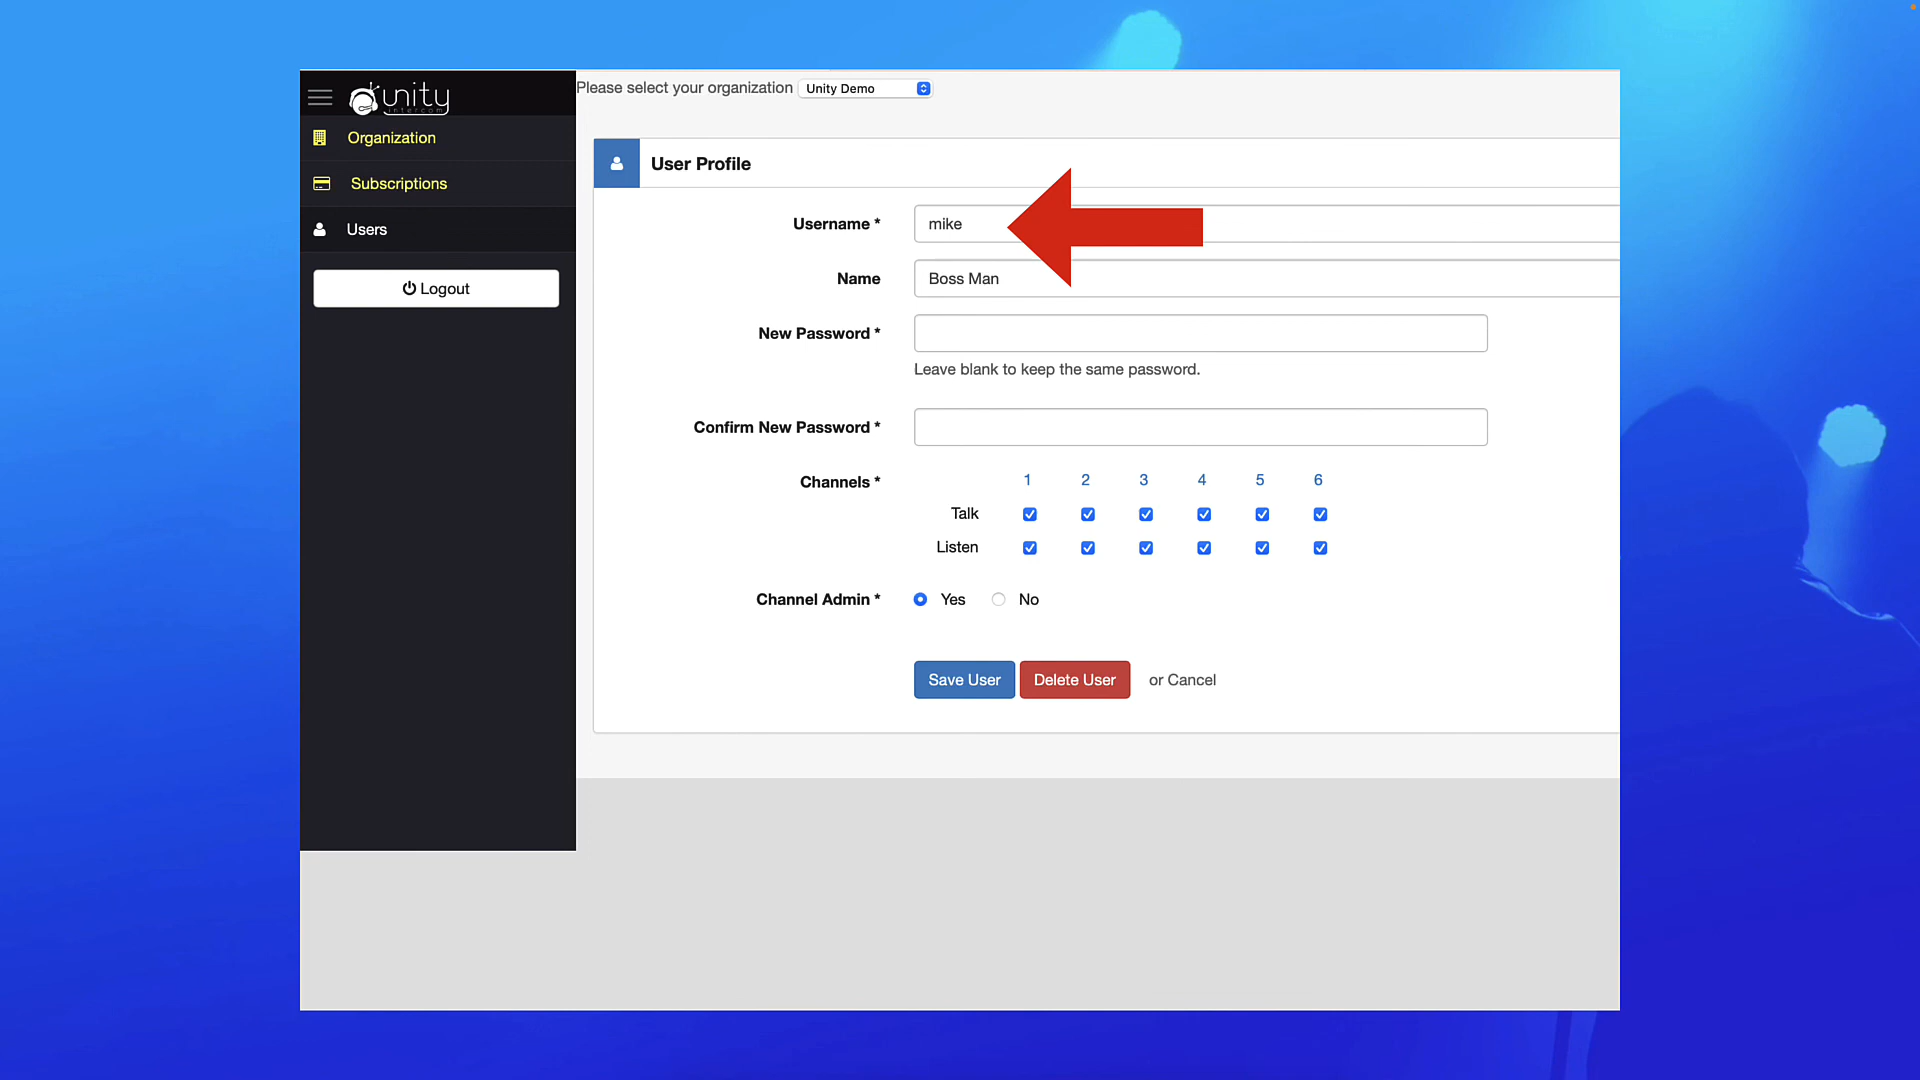 unity
intercom
Please select your organization Unity Demo
Organization
Subscriptions
Users
Logout
User Profile
Username * mike
Name Boss Man
New Password *
Leave blank to keep the same password.
Confirm New Password *
Channels * 1 2 3 4 5 6
Talk
Listen
Channel Admin * Yes No
Save User Delete User or Cancel